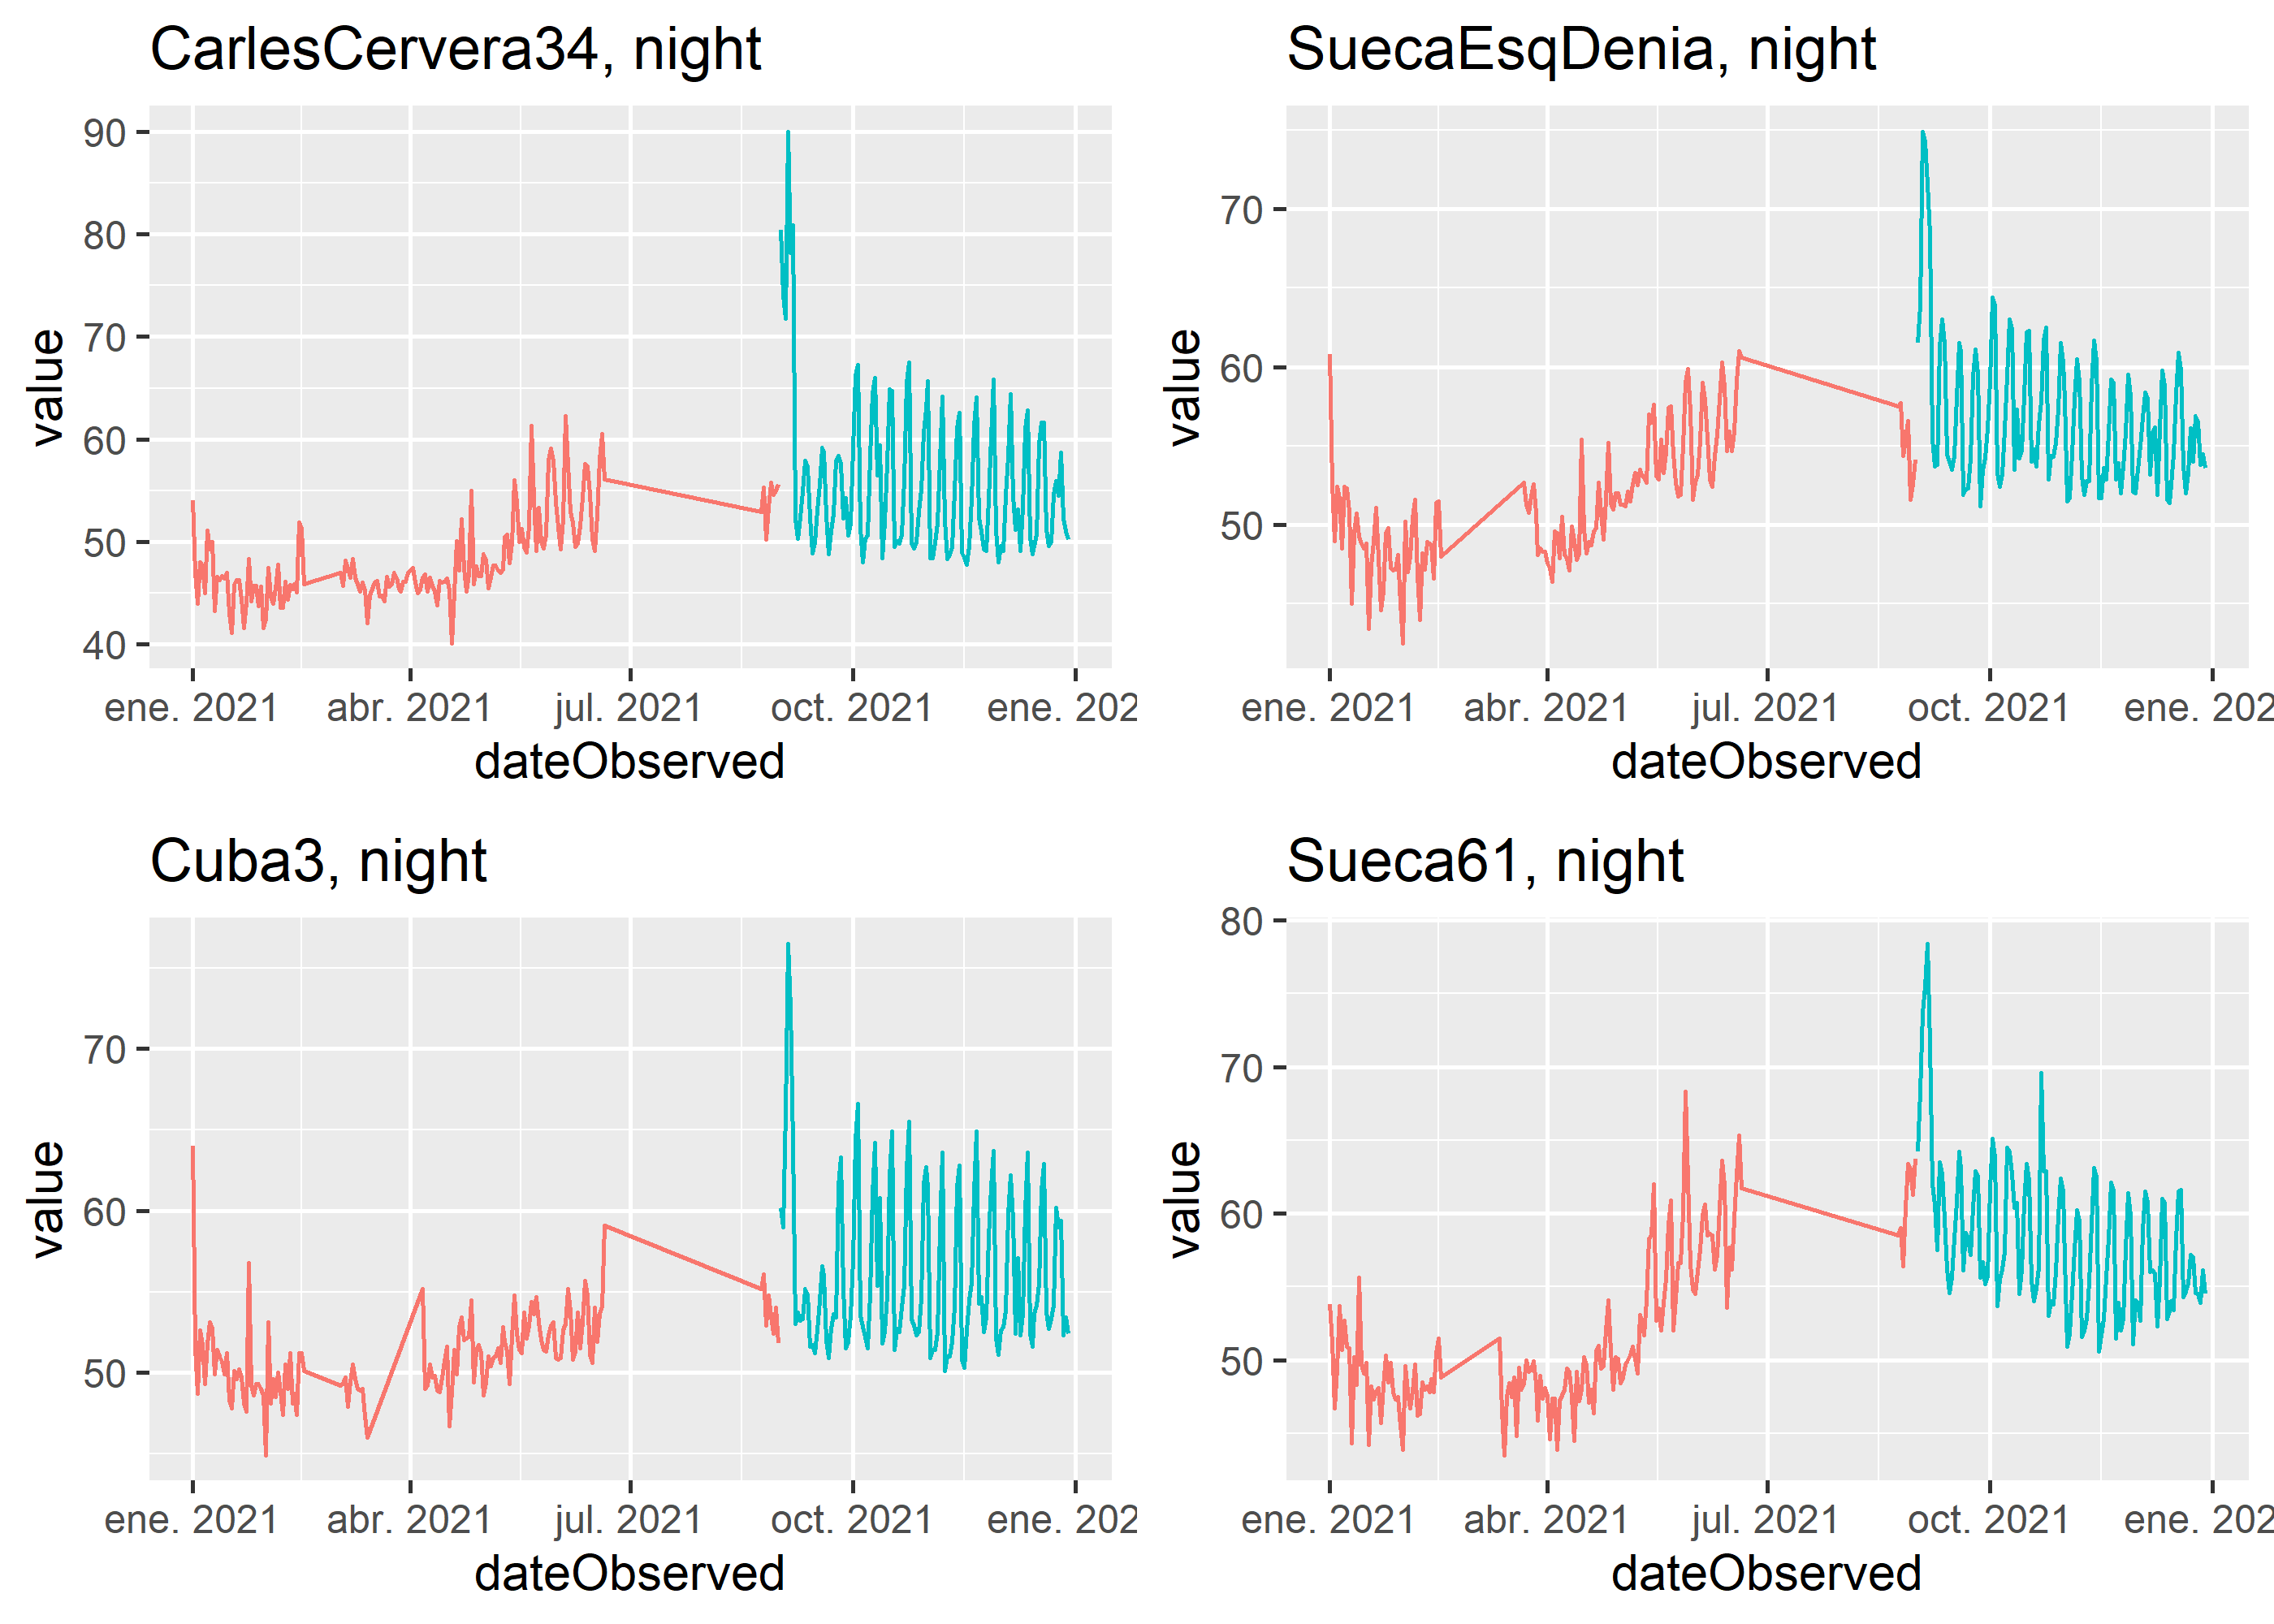 CarlesCervera34, night
value
90
80
70
60
50
40
ene. 2021 abr. 2021 jul. 2021 oct. 2021 ene. 202
dateObserved
SuecaEsqDenia, night
value
70
60
50
ene. 2021 abr. 2021 jul. 2021 oct. 2021 ene. 202
dateObserved
Cuba3, night
value
70
60
50
ene. 2021 abr. 2021 jul. 2021 oct. 2021 ene. 202
dateObserved
Sueca61, night
value
80
70
60
50
ene. 2021 abr. 2021 jul. 2021 oct. 2021 ene. 202
dateObserved